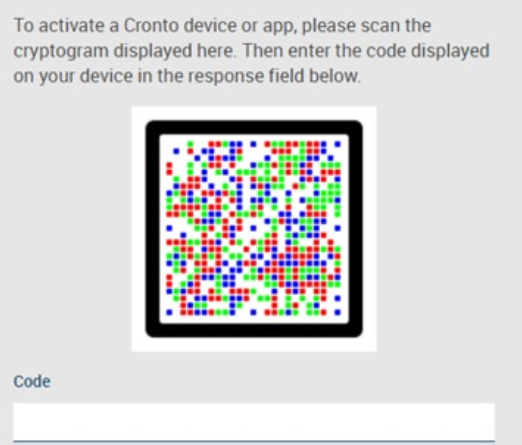 To activate a Cronto device or app, please scan the
cryptogram displayed here. Then enter the code displayed
on your device in the response field below.
Code